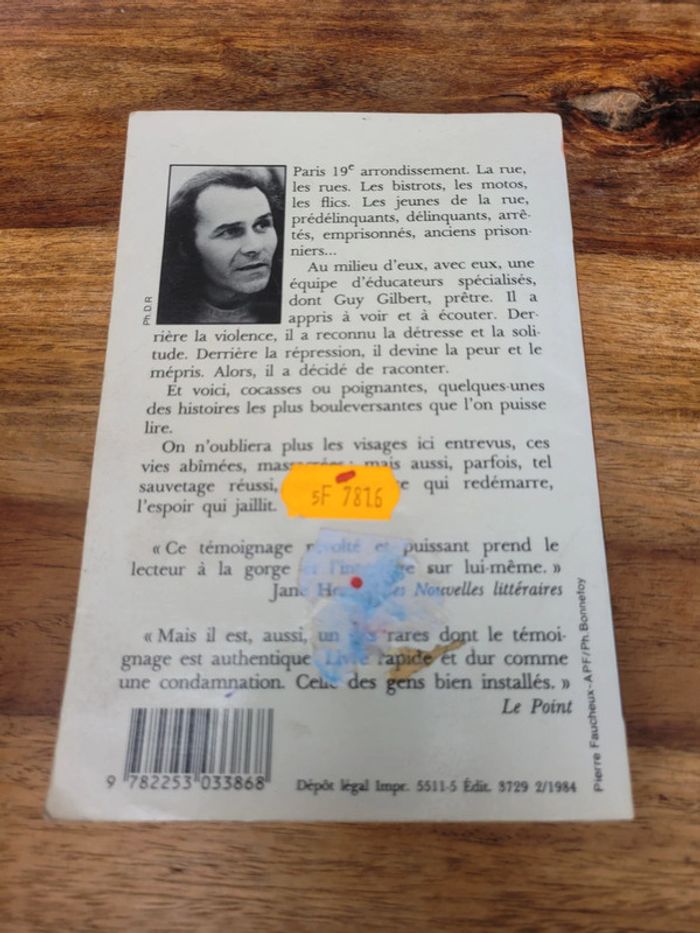 Paris 19e arrondissement. La rue,
les rues. Les bistrots, les motos,
les flics. Les jeunes de la rue,
prédélinquants, délinquants, arrê-
tés, emprisonnés, anciens prison-
niers...
Au milieu d'eux, avec eux, une
équipe d'éducateurs spécialisés,
dont Guy Gilbert, prêtre. Il a
appris à voir et à écouter. Der-
rière la violence, il a reconnu la détresse et la soli-
tude. Derrière la répression, il devine la peur et le
mépris. Alors, il a décidé de raconter.
Et voici, cocasses ou poignantes, quelques-unes
des histoires les plus bouleversantes que l'on puisse
lire.
On n'oubliera plus les visages ici entrevus, ces
vies abîmées, mais aussi, parfois, tel
sauvetage réussi, qui redémarre,
l'espoir qui jaillit.
5F 7816
« Ce témoignage révolté et puissant prend le
lecteur à la gorge sur lui-même. »
Nouvelles littéraires
« Mais il est, aussi, un des rares dont le témoi-
gnage est authentique Livre rapide et dur comme
une condamnation. Celle des gens bien installés. »
Le Point
9 782253 033868
Dépôt légal Impr. 5511-5 Édit. 3729 2/1984
Ph. D.R
Pierre Faucheux-APF/Ph. Bonnefoy